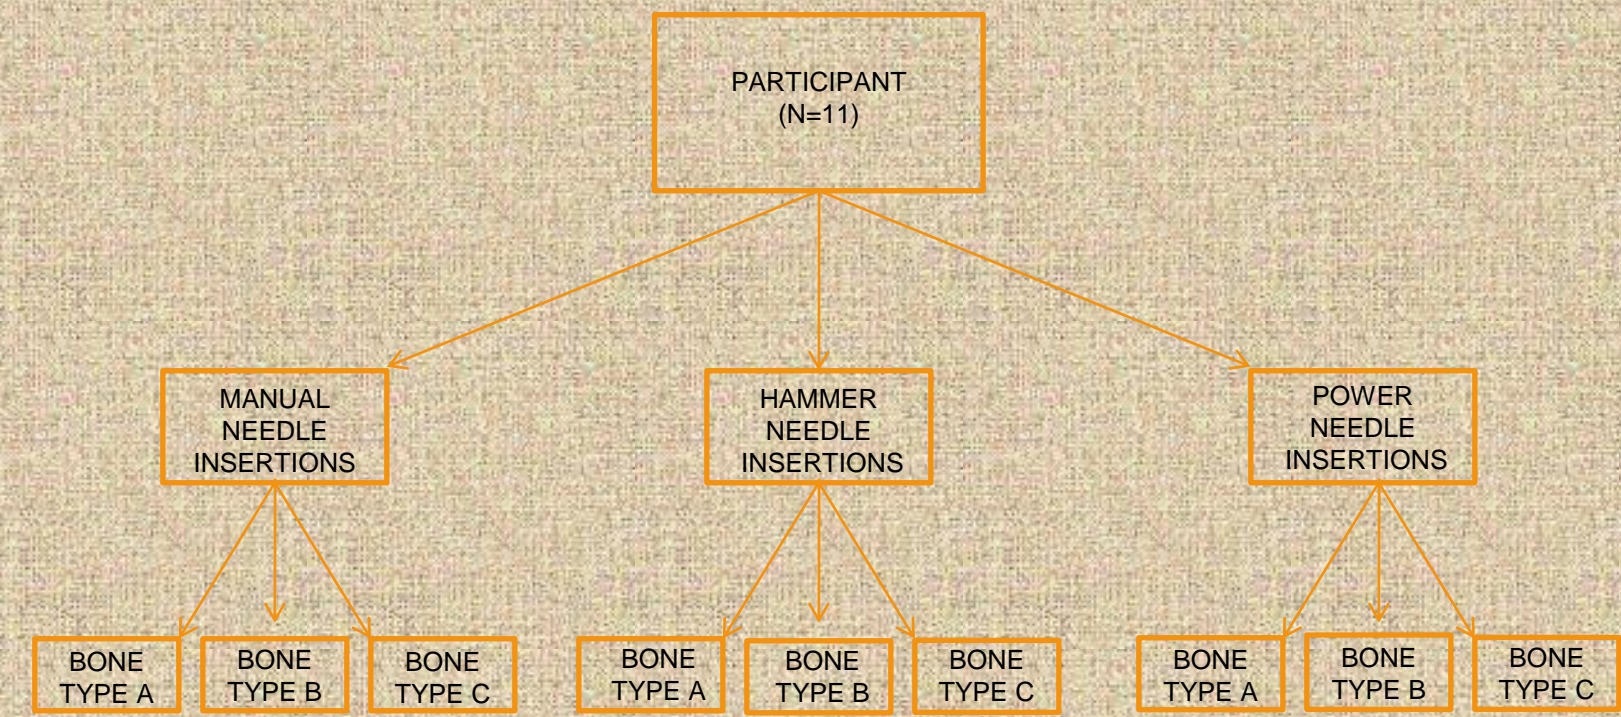 PARTICIPANT
(N=11)
MANUAL
NEEDLE
INSERTIONS
HAMMER
NEEDLE
INSERTIONS
POWER
NEEDLE
INSERTIONS
BONE
TYPE A
BONE
TYPE B
BONE
TYPE C
BONE
TYPE A
BONE
TYPE B
BONE
TYPE C
BONE
TYPE A
BONE
TYPE B
BONE
TYPE C